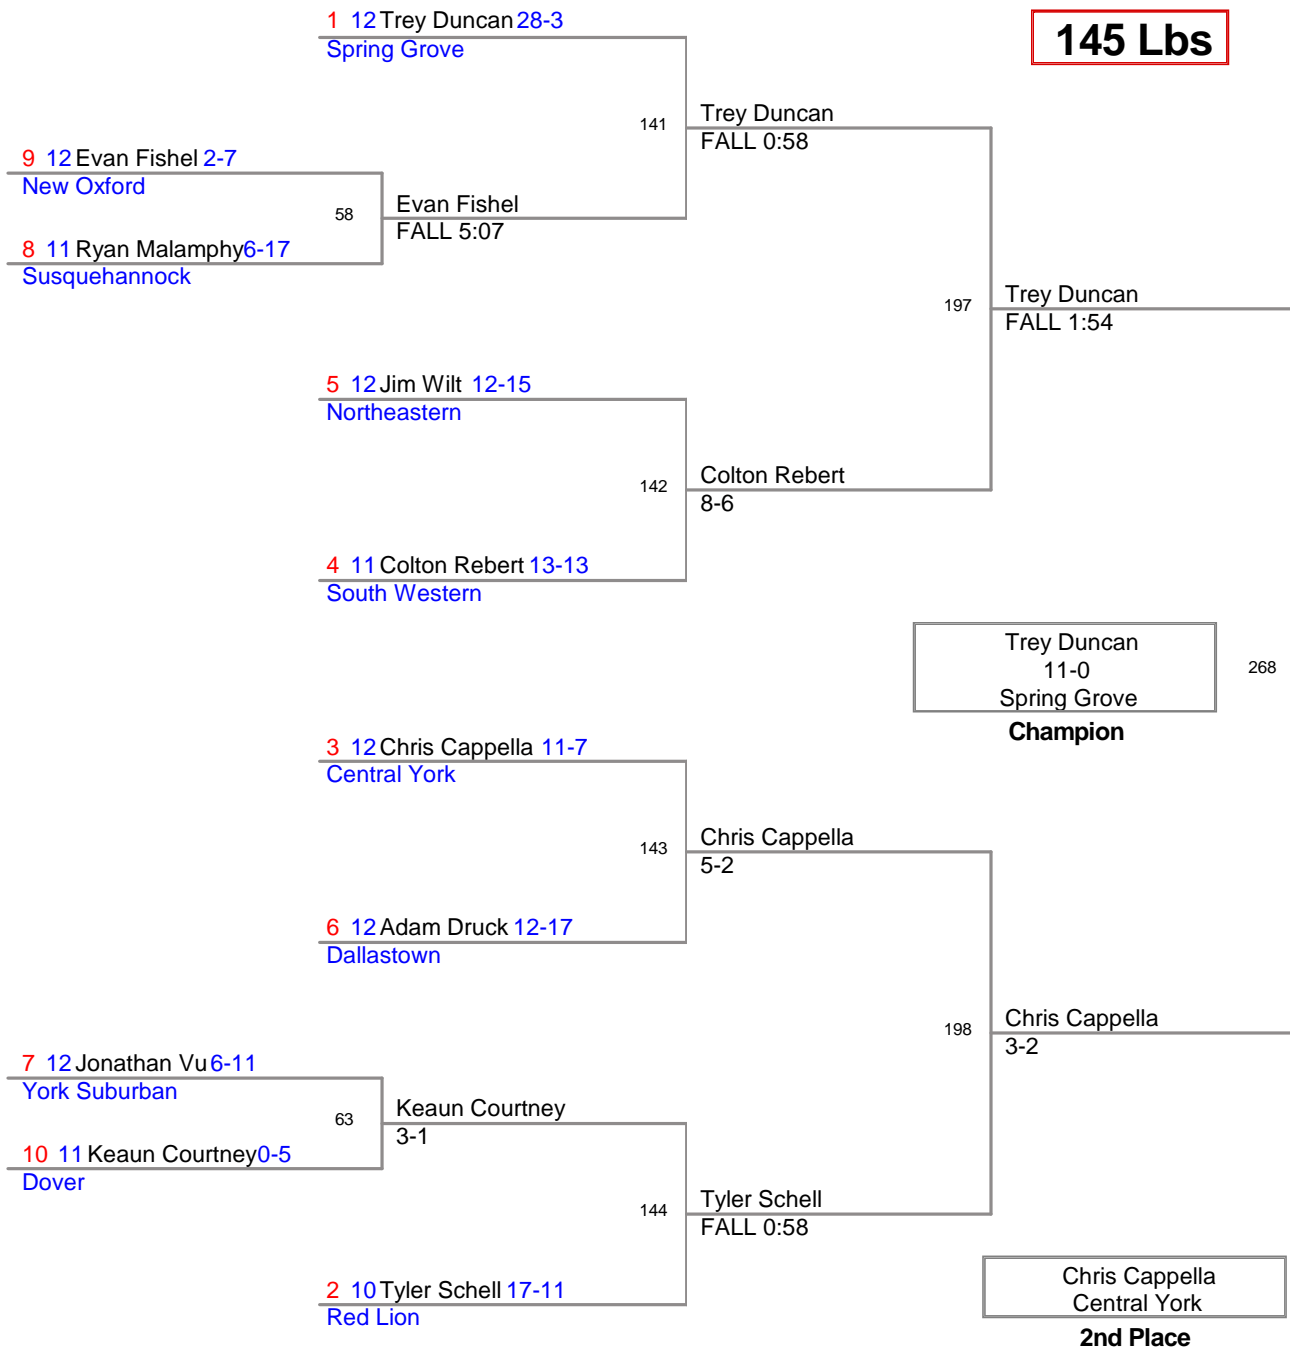 1 12 Trey Duncan 28-3
Spring Grove
145 Lbs
141
Trey Duncan
FALL 0:58
9 12 Evan Fishel 2-7
New Oxford
58
Evan Fishel
FALL 5:07
8 11 Ryan Malamphy 6-17
Susquehannock
197
Trey Duncan
FALL 1:54
5 12 Jim Wilt 12-15
Northeastern
142
Colton Rebert
8-6
4 11 Colton Rebert 13-13
South Western
Trey Duncan
11-0
Spring Grove
268
Champion
3 12 Chris Cappella 11-7
Central York
143
Chris Cappella
5-2
6 12 Adam Druck 12-17
Dallastown
198
Chris Cappella
3-2
7 12 Jonathan Vu 6-11
York Suburban
63
Keaun Courtney
3-1
10 11 Keaun Courtney 0-5
Dover
144
Tyler Schell
FALL 0:58
2 10 Tyler Schell 17-11
Red Lion
Chris Cappella
Central York
2nd Place